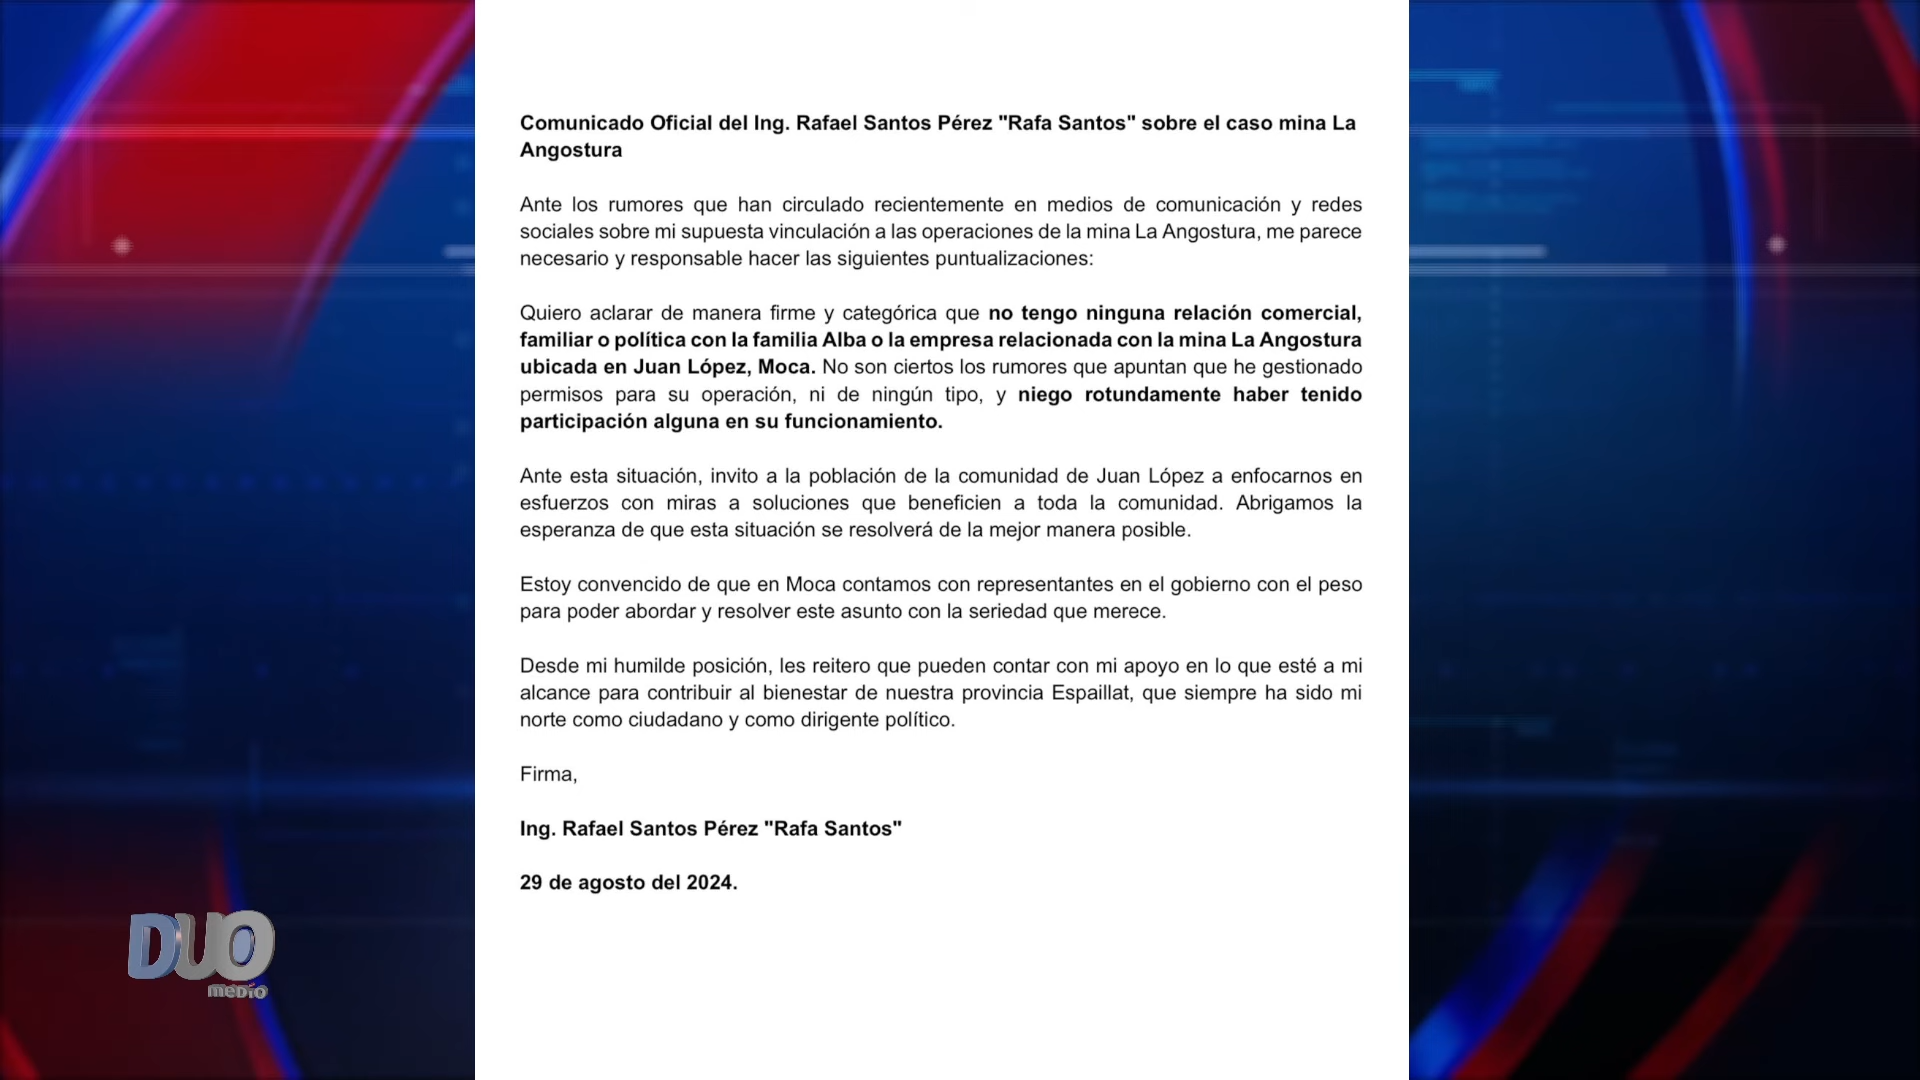 Comunicado Oficial del Ing. Rafael Santos Pérez "Rafa Santos" sobre el caso mina La
Angostura
Ante los rumores que han circulado recientemente en medios de comunicación y redes
sociales sobre mi supuesta vinculación a las operaciones de la mina La Angostura, me parece
necesario y responsable hacer las siguientes puntualizaciones:
Quiero aclarar de manera firme y categórica que no tengo ninguna relación comercial,
familiar o política con la familia Alba o la empresa relacionada con la mina La Angostura
ubicada en Juan López, Moca. No son ciertos los rumores que apuntan que he gestionado
permisos para su operación, ni de ningún tipo, y niego rotundamente haber tenido
participación alguna en su funcionamiento.
Ante esta situación, invito a la población de la comunidad de Juan López a enfocarnos en
esfuerzos con miras a soluciones que beneficien a toda la comunidad. Abrigamos la
esperanza de que esta situación se resolverá de la mejor manera posible.
Estoy convencido de que en Moca contamos con representantes en el gobierno con el peso
para poder abordar y resolver este asunto con la seriedad que merece.
Desde mi humilde posición, les reitero que pueden contar con mi apoyo en lo que esté a mi
alcance para contribuir al bienestar de nuestra provincia Espaillat, que siempre ha sido mi
norte como ciudadano y como dirigente político.
Firma,
Ing. Rafael Santos Pérez "Rafa Santos"
29 de agosto del 2024.
DUO
medio